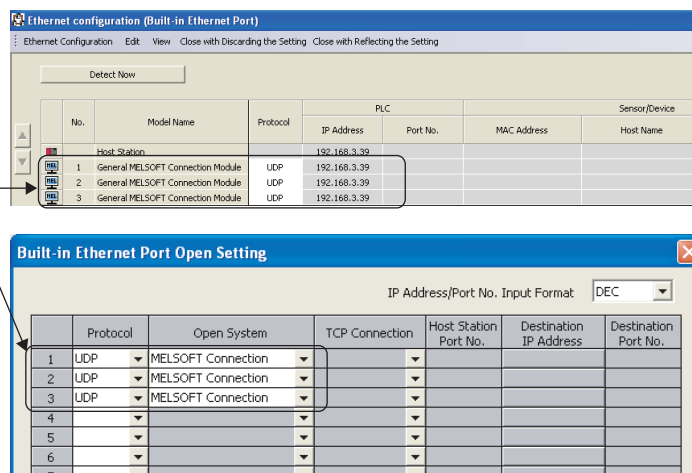 Ethernet configuration (Built-in Ethernet Port)
Ethernet Configuration Edit View Close with Discarding the Setting Close with Reflecting the Setting
Detect Now
No. Model Name Protocol PLC Sensor/Device
IP Address Port No. MAC Address Host Name
Host Station 192.168.3.39
MEL 1 General MELSOFT Connection Module UDP 192.168.3.39
MEL 2 General MELSOFT Connection Module UDP 192.168.3.39
MEL 3 General MELSOFT Connection Module UDP 192.168.3.39
Built-in Ethernet Port Open Setting
IP Address/Port No. Input Format DEC
Protocol Open System TCP Connection Host Station Port No. Destination IP Address Destination Port No.
1 UDP MELSOFT Connection
2 UDP MELSOFT Connection
3 UDP MELSOFT Connection
4
5
6